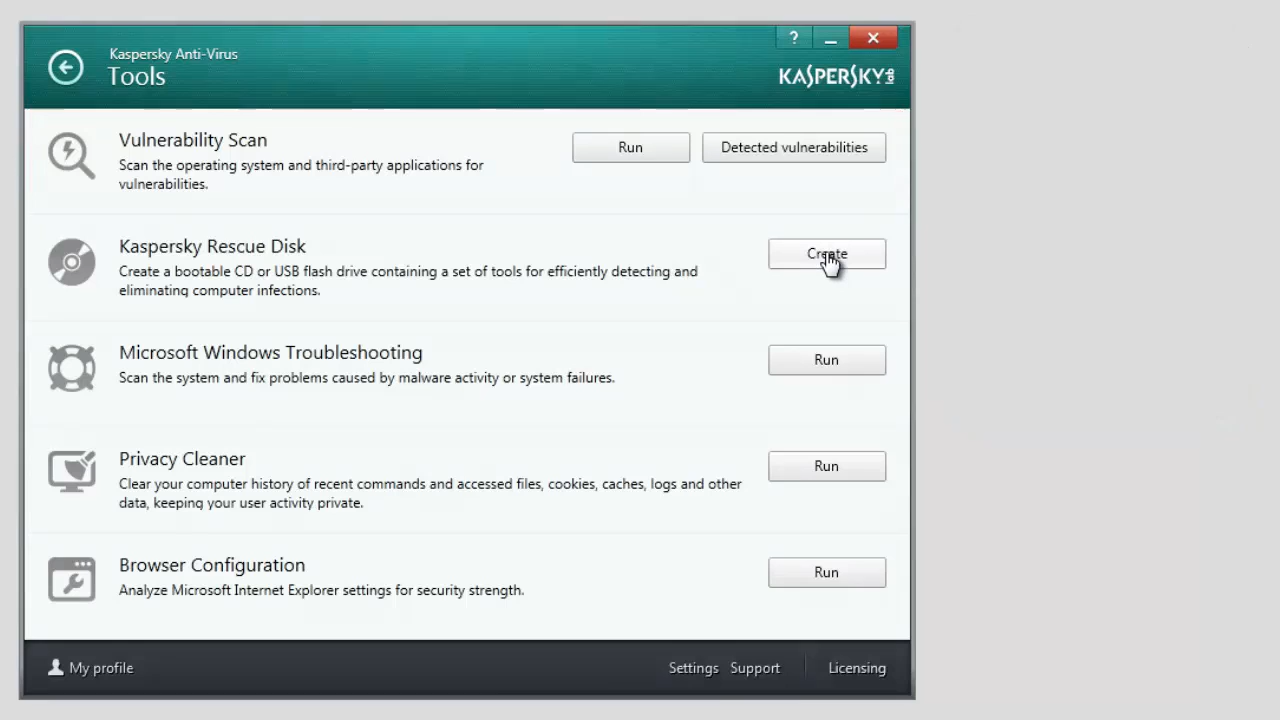 Kaspersky Anti-Virus
Tools
?
KASPERSKY lab
Vulnerability Scan
Scan the operating system and third-party applications for
vulnerabilities.
Run
Detected vulnerabilities
Kaspersky Rescue Disk
Create a bootable CD or USB flash drive containing a set of tools for efficiently detecting and
eliminating computer infections.
Create
Microsoft Windows Troubleshooting
Scan the system and fix problems caused by malware activity or system failures.
Run
Privacy Cleaner
Clear your computer history of recent commands and accessed files, cookies, caches, logs and other
data, keeping your user activity private.
Run
Browser Configuration
Analyze Microsoft Internet Explorer settings for security strength.
Run
My profile
Settings
Support
Licensing